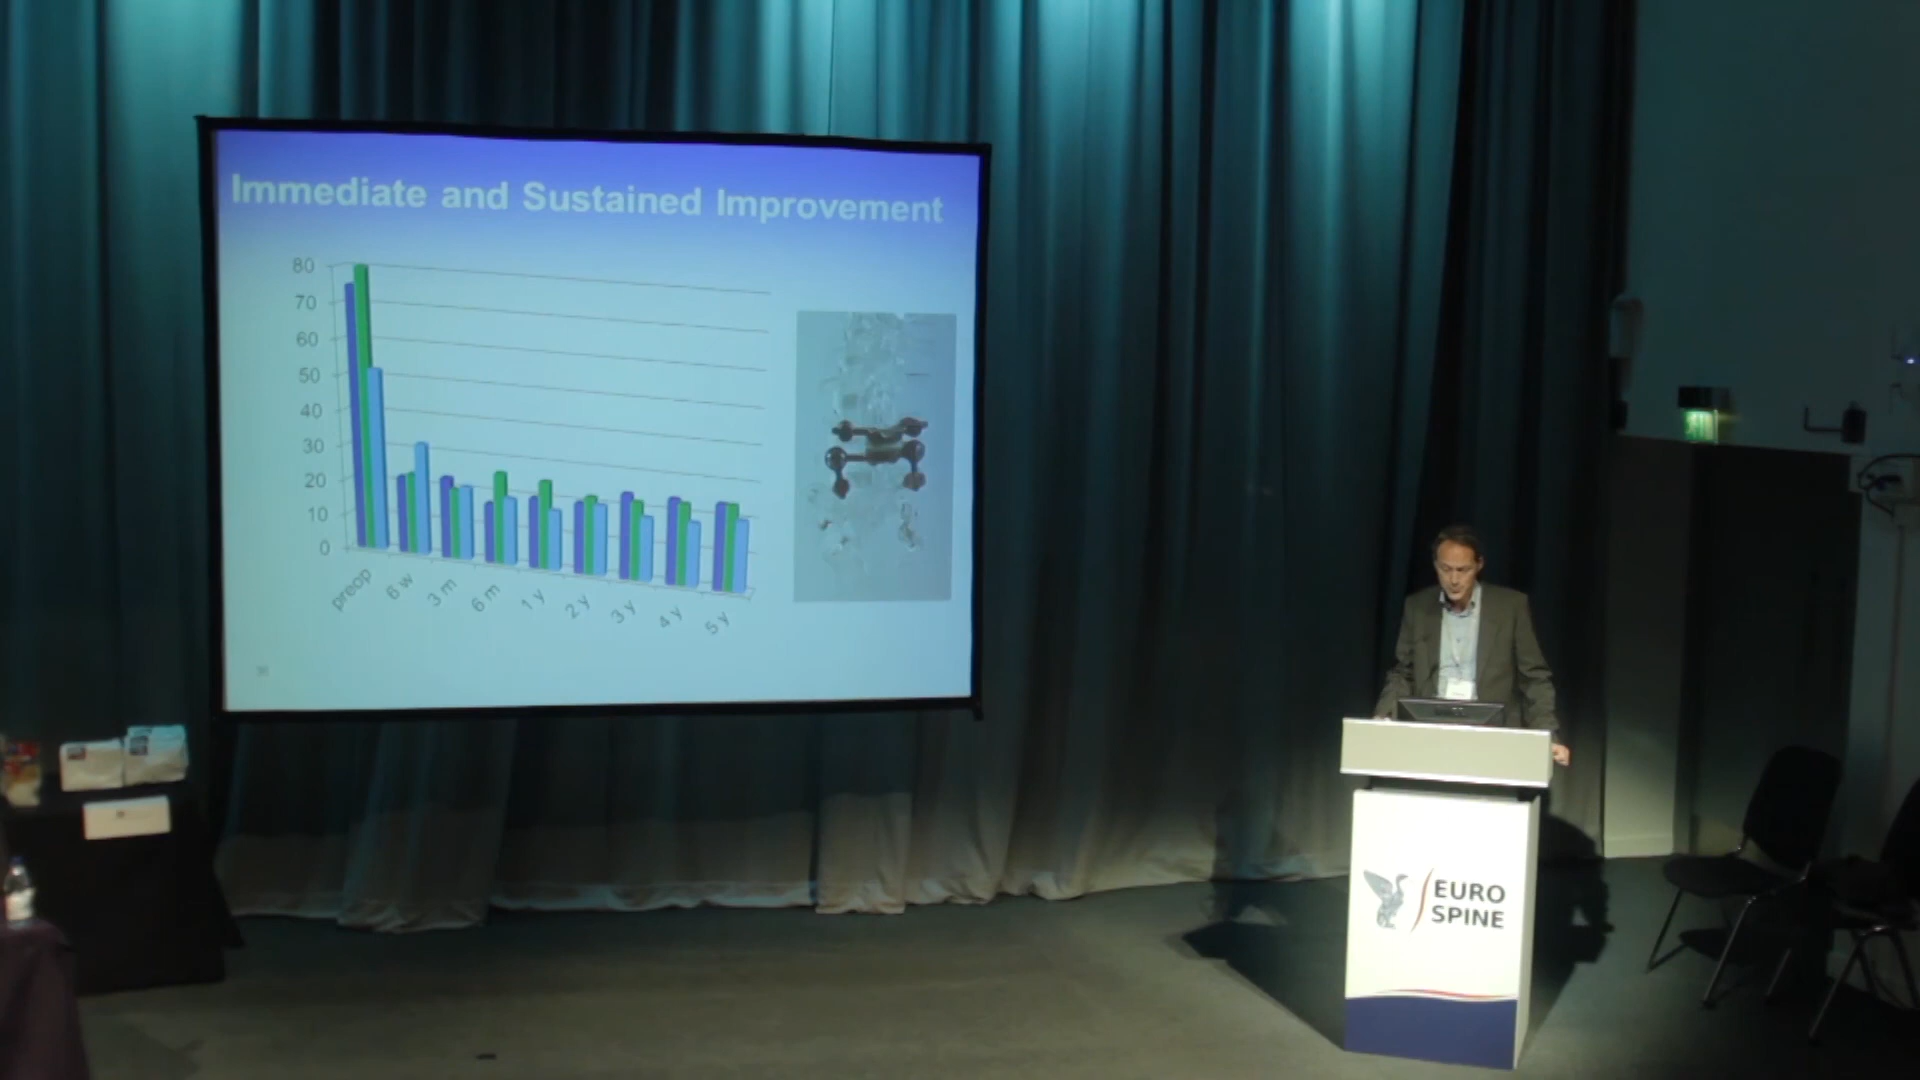 Immediate and Sustained Improvement
80
70
60
50
40
30
20
10
0
preop
6 w
3 m
6 m
1 y
2 y
3 y
4 y
5 y
EURO
SPINE